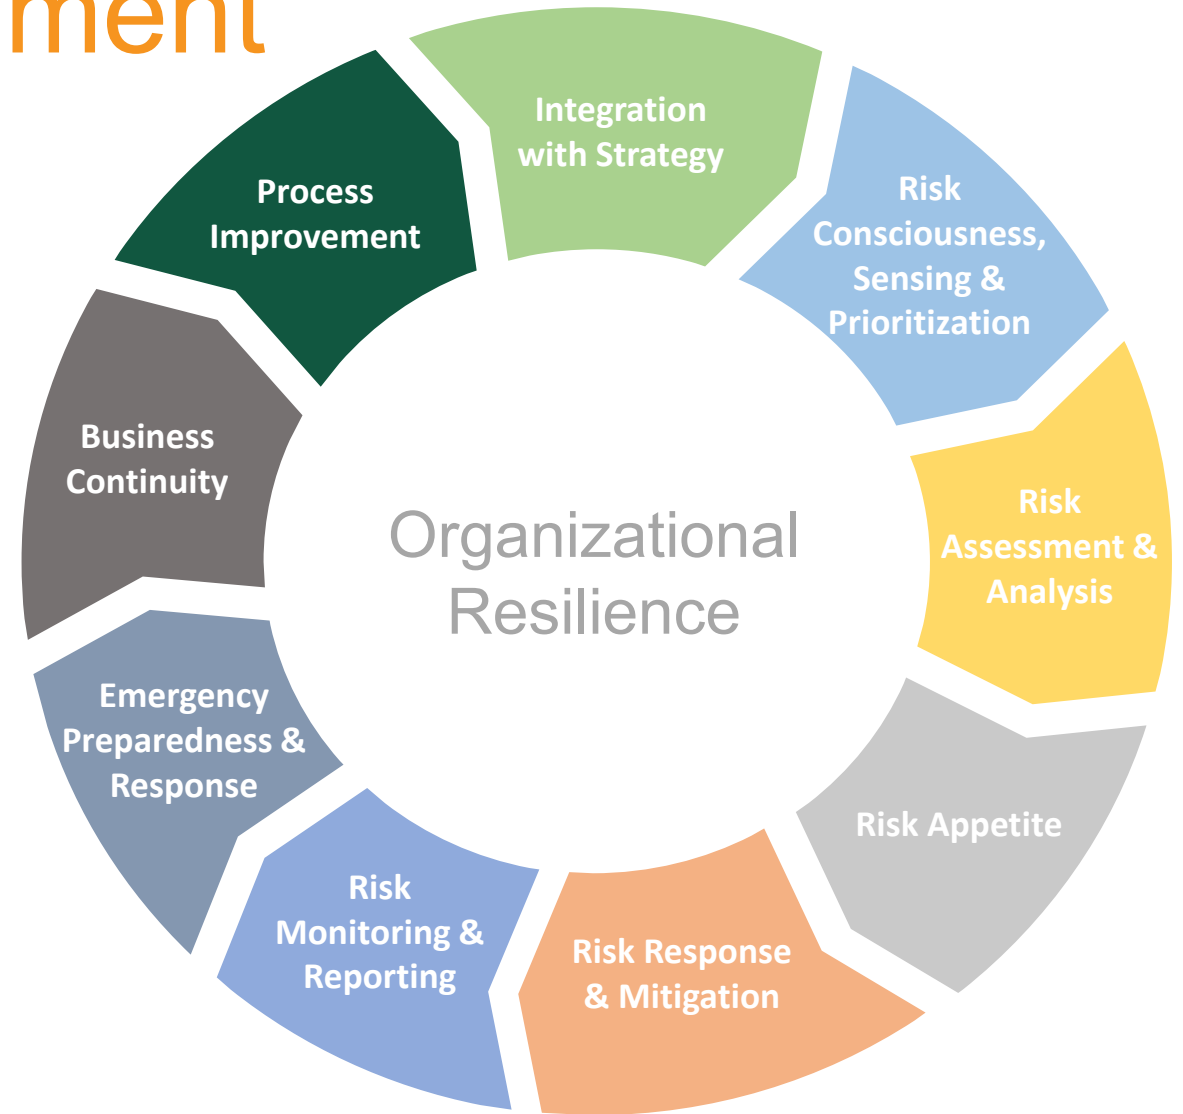 ment
Integration
with Strategy
Risk
Consciousness,
Sensing &
Prioritization
Risk
Assessment &
Analysis
Risk Appetite
Risk Response
& Mitigation
Risk
Monitoring &
Reporting
Emergency
Preparedness &
Response
Business
Continuity
Process
Improvement
Organizational
Resilience